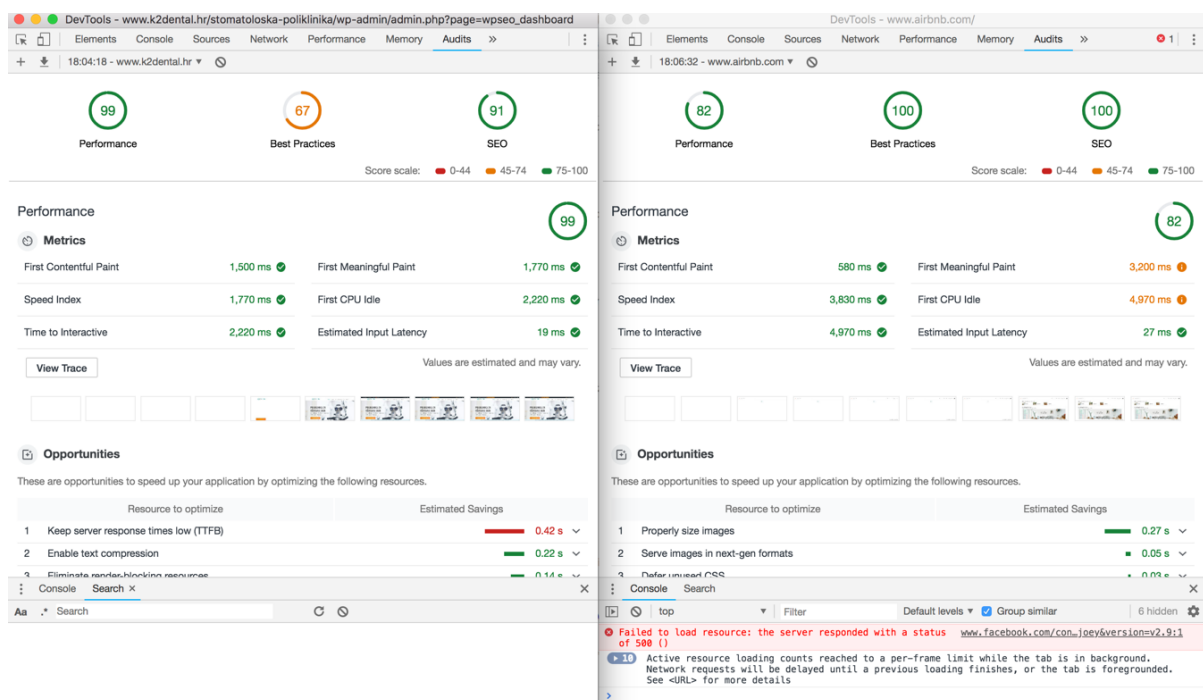 DevTools - www.k2dental.hr/stomatoloska-poliklinika/wp-admin/admin.php?page=wpseo_dashboard
Elements Console Sources Network Performance Memory Audits »
18:04:18 - www.k2dental.hr ▼
99 67 91
Performance Best Practices SEO
Score scale: 0-44 45-74 75-100
Performance 99
Metrics
First Contentful Paint 1,500 ms First Meaningful Paint 1,770 ms
Speed Index 1,770 ms First CPU Idle 2,220 ms
Time to Interactive 2,220 ms Estimated Input Latency 19 ms
View Trace Values are estimated and may vary.
Opportunities
These are opportunities to speed up your application by optimizing the following resources.
Resource to optimize Estimated Savings
1 Keep server response times low (TTFB) 0.42 s
2 Enable text compression 0.22 s
3 Eliminate render-blocking resources 0.14 s
Console Search ×
Aa .* Search
DevTools - www.airbnb.com/
Elements Console Sources Network Performance Memory Audits » 1
18:06:32 - www.airbnb.com ▼
82 100 100
Performance Best Practices SEO
Score scale: 0-44 45-74 75-100
Performance 82
Metrics
First Contentful Paint 580 ms First Meaningful Paint 3,200 ms
Speed Index 3,830 ms First CPU Idle 4,970 ms
Time to Interactive 4,970 ms Estimated Input Latency 27 ms
View Trace Values are estimated and may vary.
Opportunities
These are opportunities to speed up your application by optimizing the following resources.
Resource to optimize Estimated Savings
1 Properly size images 0.27 s
2 Serve images in next-gen formats 0.05 s
3 Defer unused CSS 0.03 s
Console Search
top ▼ Filter Default levels ▼ Group similar 6 hidden
Failed to load resource: the server responded with a status www.facebook.com/con…joey&version=v2.9:1
of 500 ()
10 Active resource loading counts reached to a per-frame limit while the tab is in background.
Network requests will be delayed until a previous loading finishes, or the tab is foregrounded.
See <URL> for more details
>